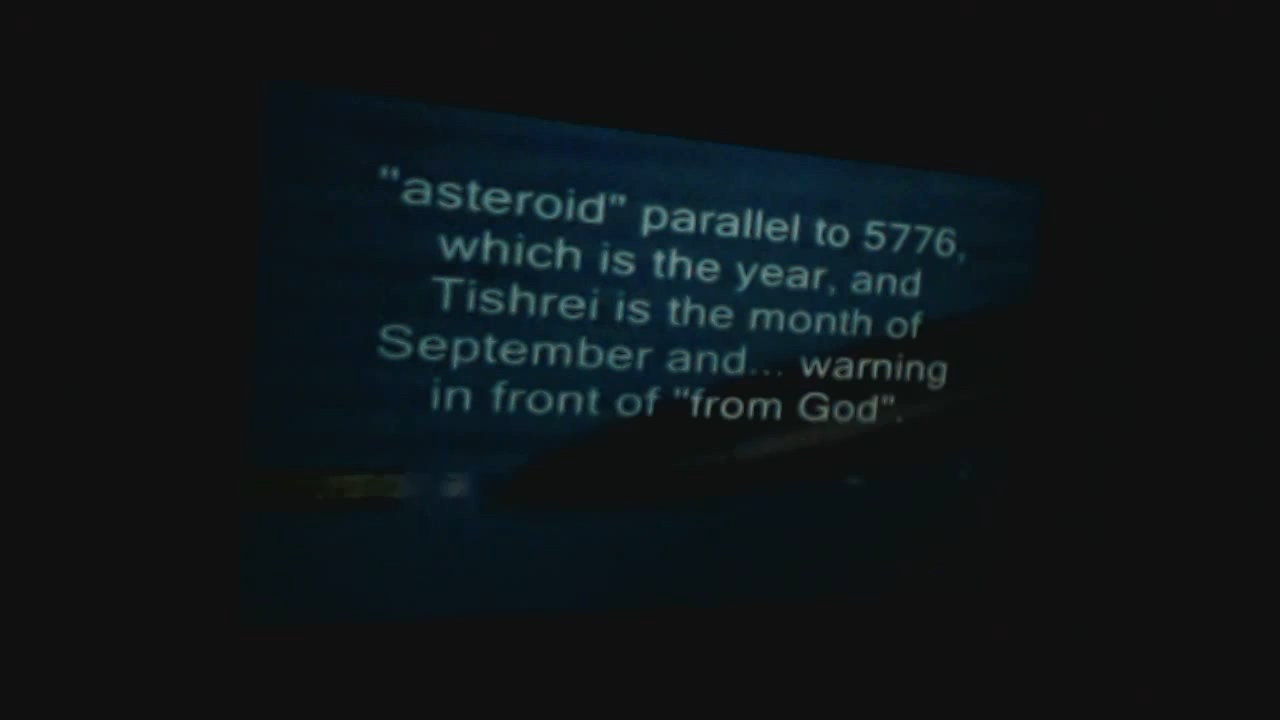 "asteroid" parallel to 5776,
which is the year, and
Tishrei is the month of
September and... warning
in front of "from God".